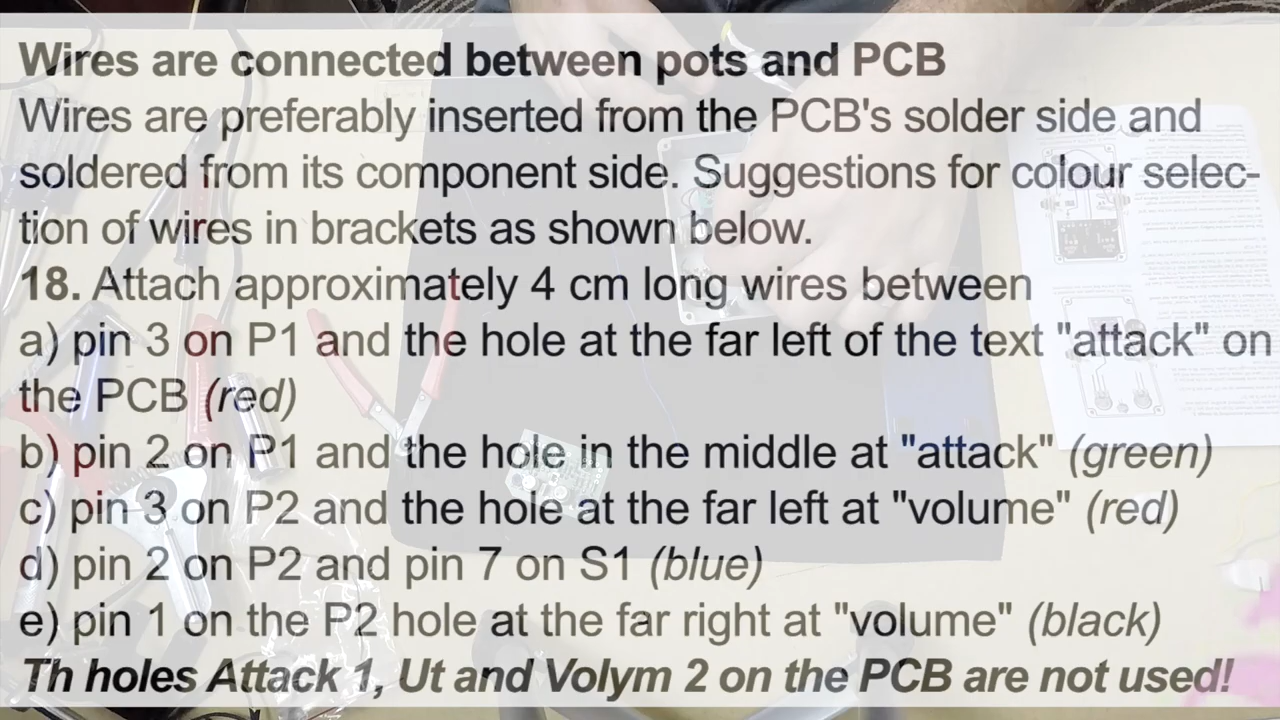 Wires are connected between pots and PCB
Wires are preferably inserted from the PCB's solder side and
soldered from its component side. Suggestions for colour selec-
tion of wires in brackets as shown below.
18. Attach approximately 4 cm long wires between
a) pin 3 on P1 and the hole at the far left of the text "attack" on
the PCB (red)
b) pin 2 on P1 and the hole in the middle at "attack" (green)
c) pin 3 on P2 and the hole at the far left at "volume" (red)
d) pin 2 on P2 and pin 7 on S1 (blue)
e) pin 1 on the P2 hole at the far right at "volume" (black)
Th holes Attack 1, Ut and Volym 2 on the PCB are not used!